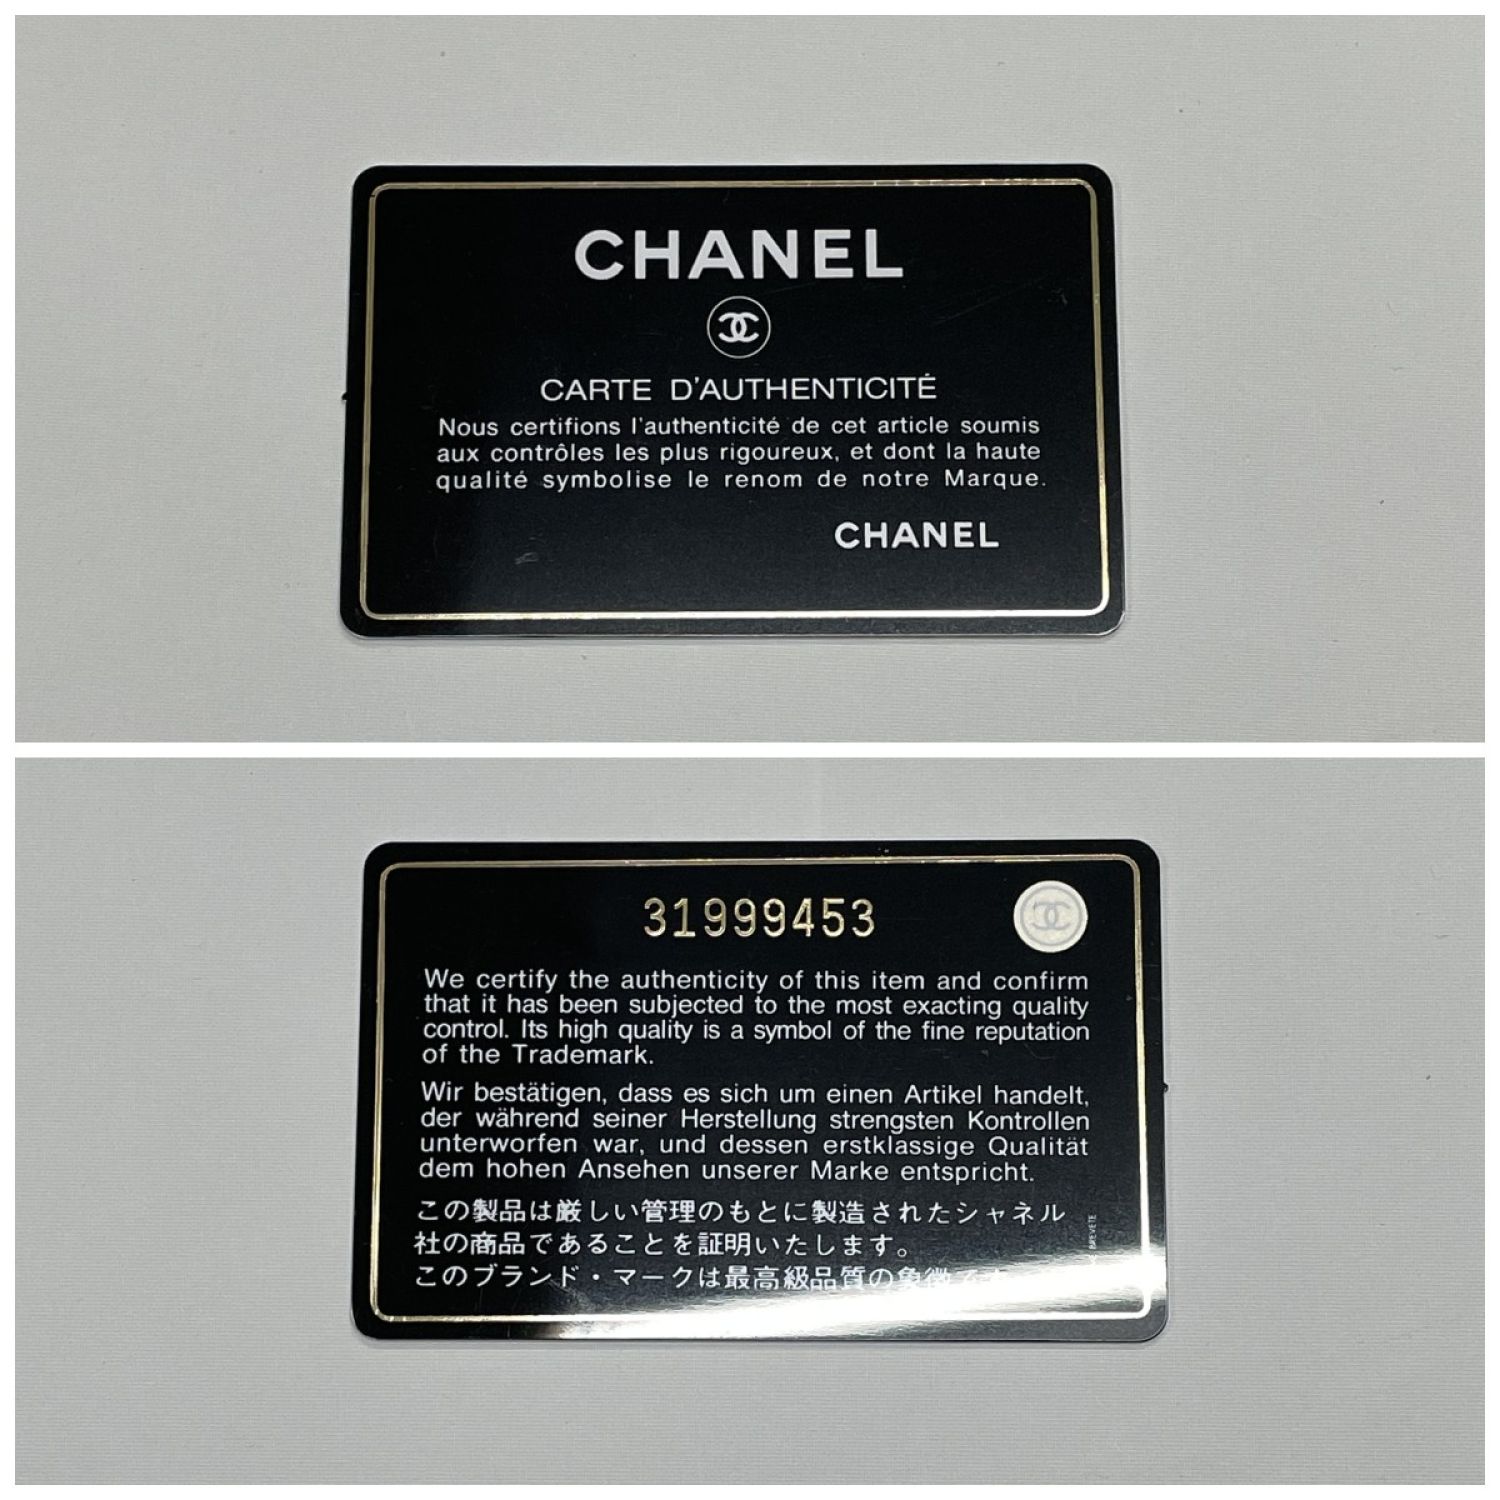 CHANEL
CARTE D'AUTHENTICITÉ
Nous certifions l'authenticité de cet article soumis
aux contrôles les plus rigoureux, et dont la haute
qualité symbolise le renom de notre Marque.
CHANEL
31999453
We certify the authenticity of this item and confirm
that it has been subjected to the most exacting quality
control. Its high quality is a symbol of the fine reputation
of the Trademark.
Wir bestätigen, dass es sich um einen Artikel handelt,
der während seiner Herstellung strengsten Kontrollen
unterworfen war, und dessen erstklassige Qualität
dem hohen Ansehen unserer Marke entspricht.
この製品は厳しい管理のもとに製造されたシャネル
社の商品であることを証明いたします。
このブランド・マークは最高級品質の象徴です
BREVETE